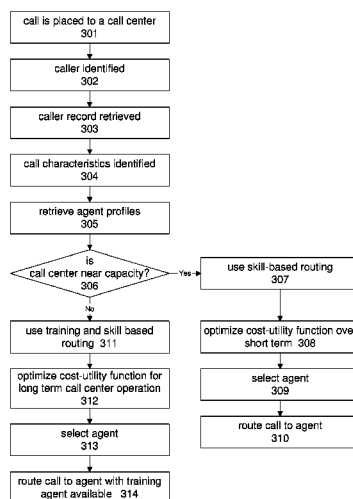 call is placed to a call center
301
caller identified
302
caller record retrieved
303
call characteristics identified
304
retrieve agent profiles
305
is
call center near capacity?
306
Yes
No
use skill-based routing
307
optimize cost-utility function over
short term 308
select agent
309
route call to agent
310
use training and skill based
routing 311
optimize cost-utility function for
long term call center operation
312
select agent
313
route call to agent with training
agent available 314